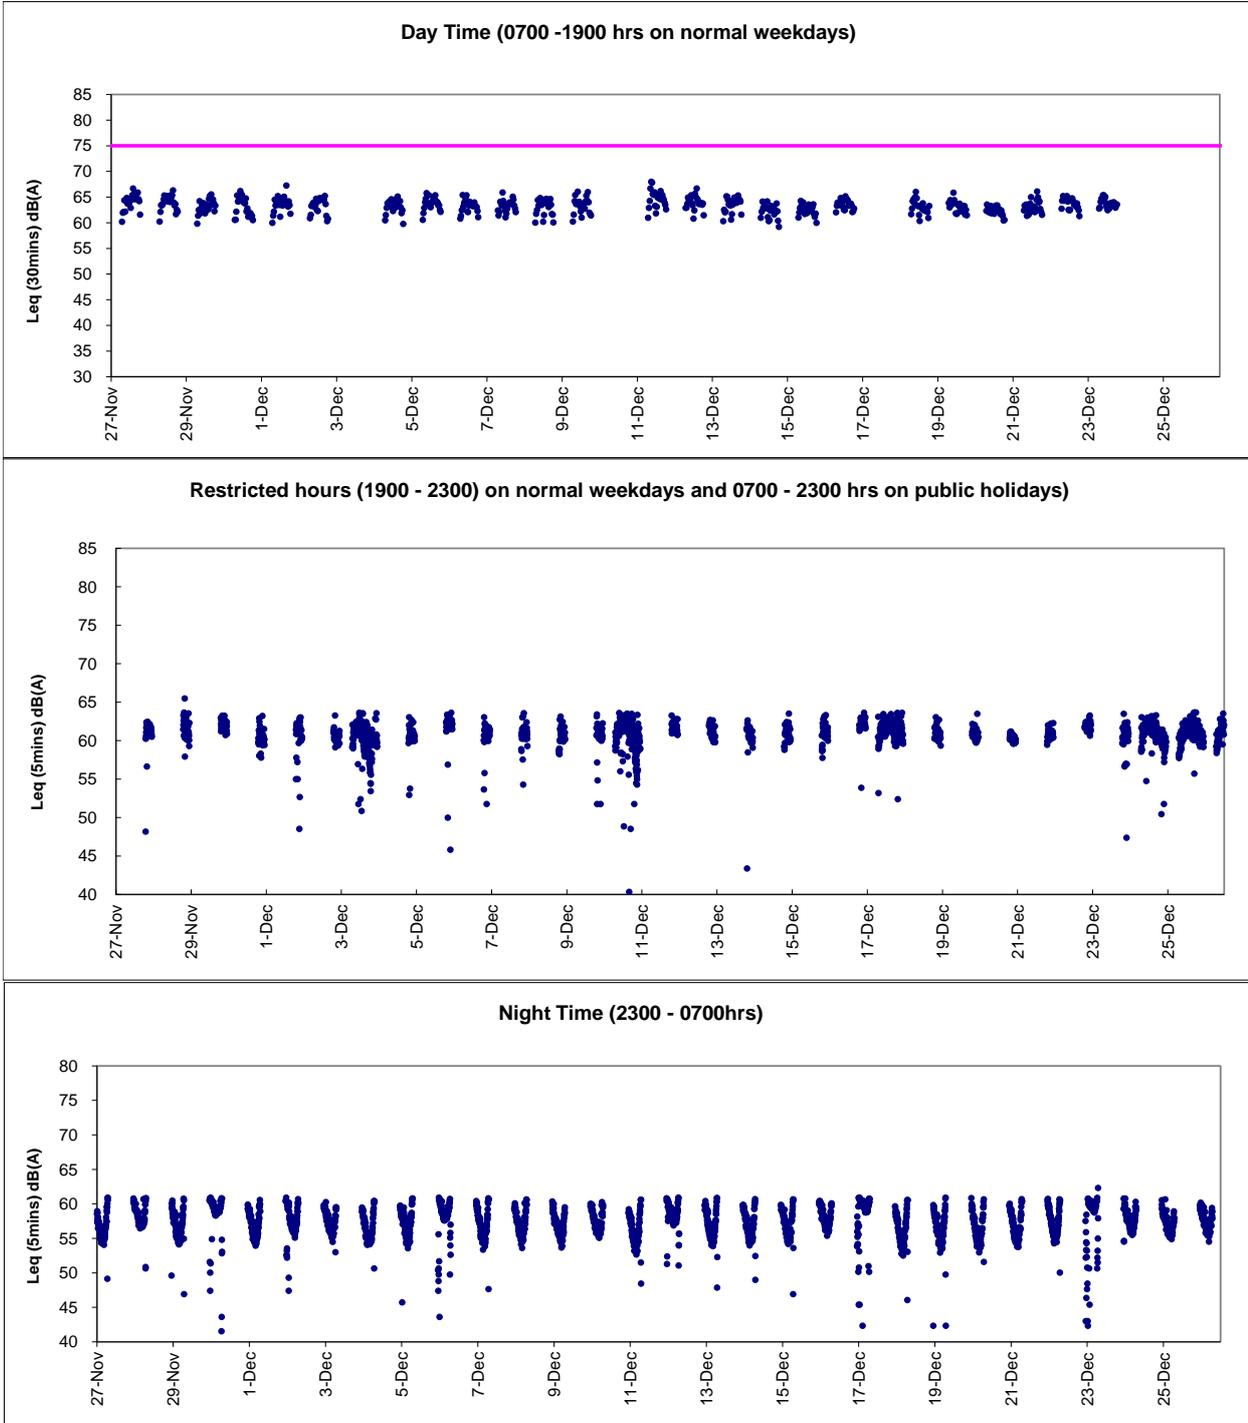 Day Time (0700 -1900 hrs on normal weekdays)
Leq (30mins) dB(A)
85
80
75
70
65
60
55
50
45
40
35
30
27-Nov
29-Nov
1-Dec
3-Dec
5-Dec
7-Dec
9-Dec
11-Dec
13-Dec
15-Dec
17-Dec
19-Dec
21-Dec
23-Dec
25-Dec
Restricted hours (1900 - 2300) on normal weekdays and 0700 - 2300 hrs on public holidays)
Leq (5mins) dB(A)
85
80
75
70
65
60
55
50
45
40
27-Nov
29-Nov
1-Dec
3-Dec
5-Dec
7-Dec
9-Dec
11-Dec
13-Dec
15-Dec
17-Dec
19-Dec
21-Dec
23-Dec
25-Dec
Night Time (2300 - 0700hrs)
Leq (5mins) dB(A)
80
75
70
65
60
55
50
45
40
27-Nov
29-Nov
1-Dec
3-Dec
5-Dec
7-Dec
9-Dec
11-Dec
13-Dec
15-Dec
17-Dec
19-Dec
21-Dec
23-Dec
25-Dec